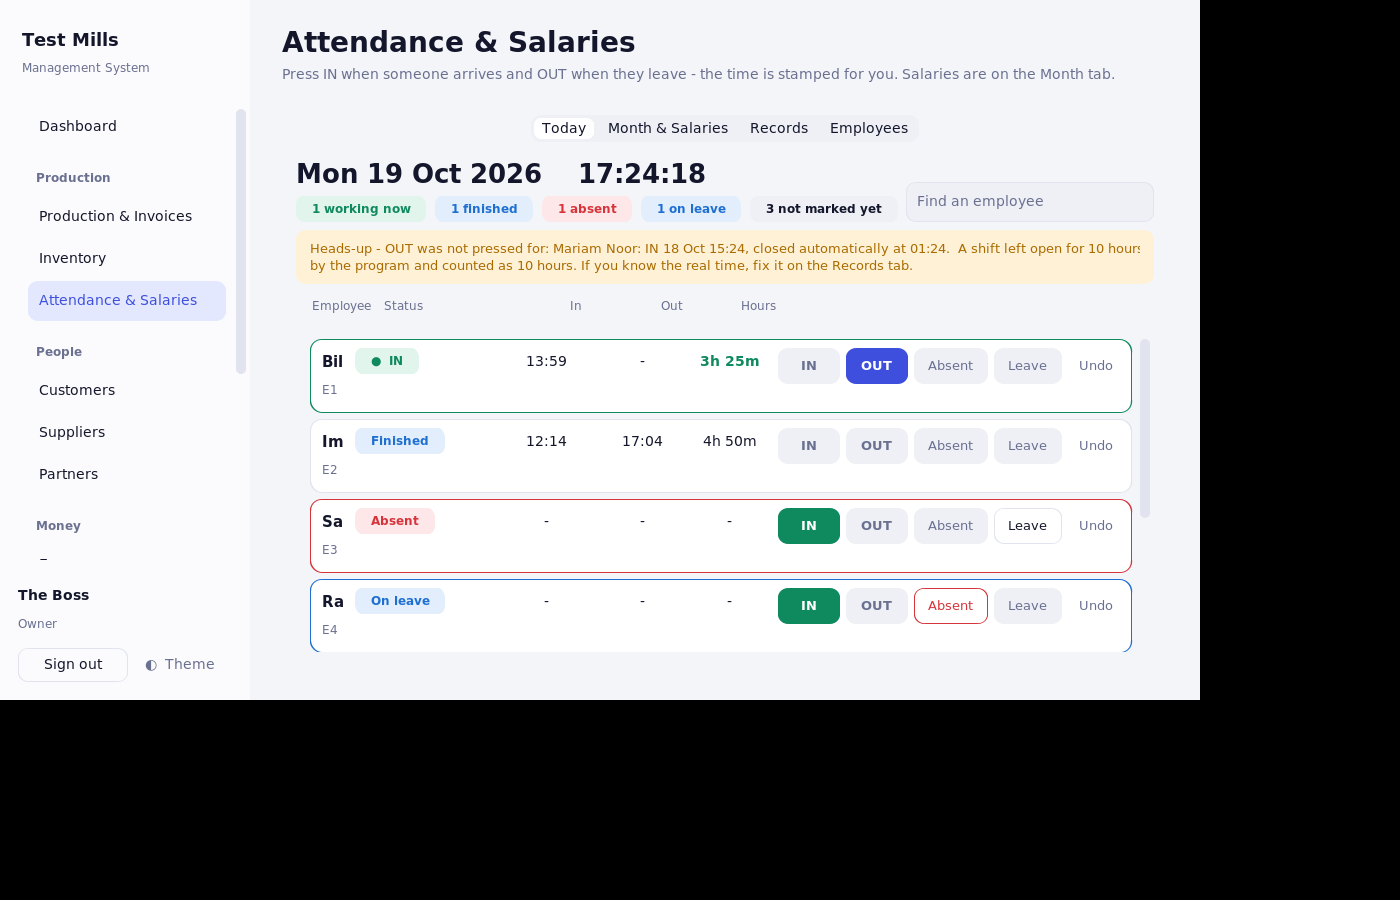 Test Mills
Management System
Dashboard
Production
Production & Invoices
Inventory
Attendance & Salaries
People
Customers
Suppliers
Partners
Money
The Boss
Owner
Sign out
Theme
Attendance & Salaries
Press IN when someone arrives and OUT when they leave - the time is stamped for you. Salaries are on the Month tab.
Today Month & Salaries Records Employees
Mon 19 Oct 2026 17:24:18
1 working now 1 finished 1 absent 1 on leave 3 not marked yet Find an employee
Heads-up - OUT was not pressed for: Mariam Noor: IN 18 Oct 15:24, closed automatically at 01:24. A shift left open for 10 hours
by the program and counted as 10 hours. If you know the real time, fix it on the Records tab.
Employee Status In Out Hours
Bil ● IN 13:59 - 3h 25m IN OUT Absent Leave Undo
E1
Im Finished 12:14 17:04 4h 50m IN OUT Absent Leave Undo
E2
Sa Absent - - - IN OUT Absent Leave Undo
E3
Ra On leave - - - IN OUT Absent Leave Undo
E4